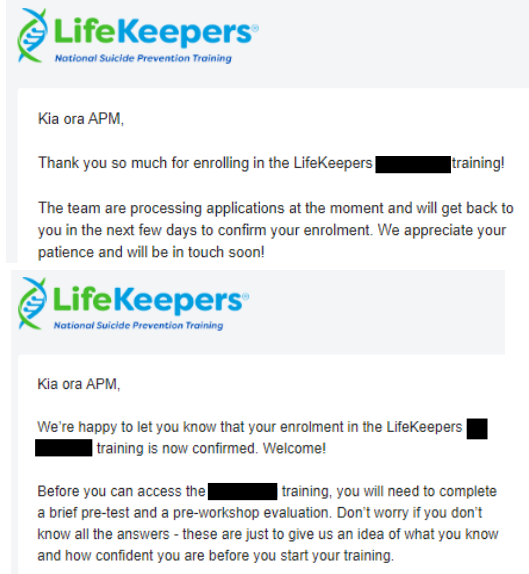 LifeKeepers®
National Suicide Prevention Training
Kia ora APM,
Thank you so much for enrolling in the LifeKeepers training!
The team are processing applications at the moment and will get back to
you in the next few days to confirm your enrolment. We appreciate your
patience and will be in touch soon!
LifeKeepers®
National Suicide Prevention Training
Kia ora APM,
We're happy to let you know that your enrolment in the LifeKeepers
training is now confirmed. Welcome!
Before you can access the training, you will need to complete
a brief pre-test and a pre-workshop evaluation. Don't worry if you don't
know all the answers - these are just to give us an idea of what you know
and how confident you are before you start your training.